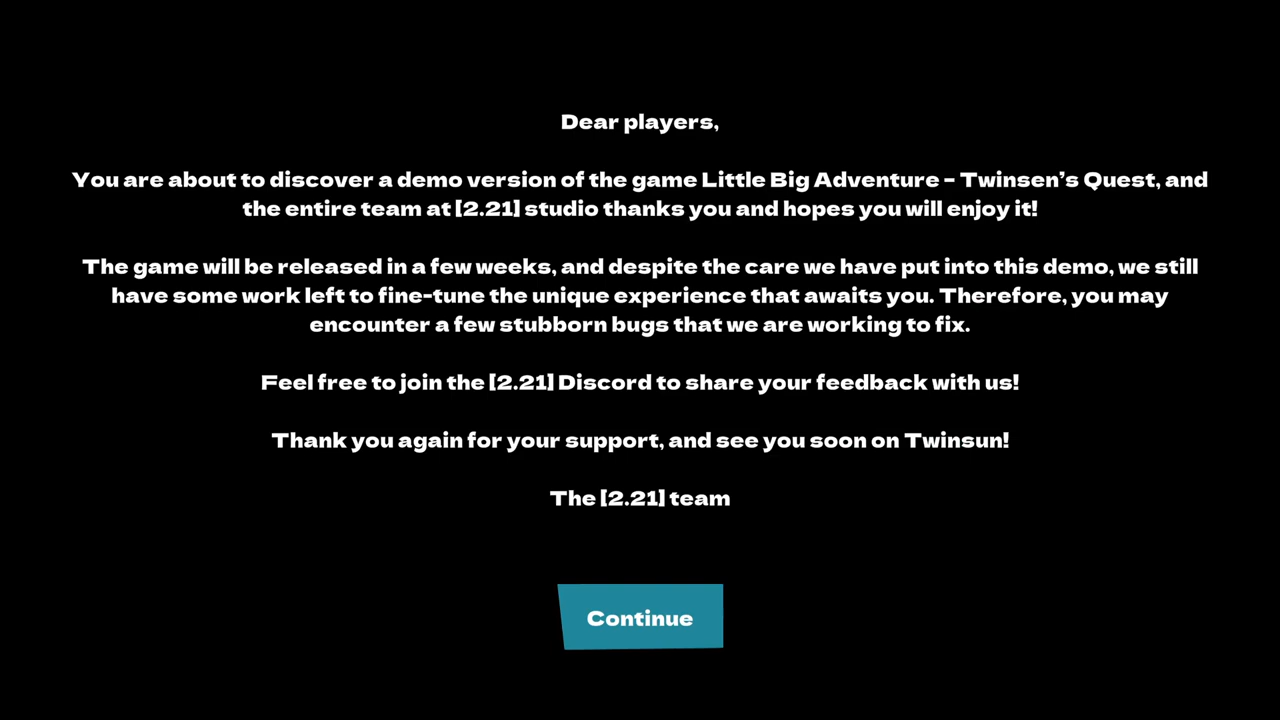 Dear players,
You are about to discover a demo version of the game Little Big Adventure – Twinsen's Quest, and
the entire team at [2.21] studio thanks you and hopes you will enjoy it!
The game will be released in a few weeks, and despite the care we have put into this demo, we still
have some work left to fine-tune the unique experience that awaits you. Therefore, you may
encounter a few stubborn bugs that we are working to fix.
Feel free to join the [2.21] Discord to share your feedback with us!
Thank you again for your support, and see you soon on Twinsun!
The [2.21] team
Continue